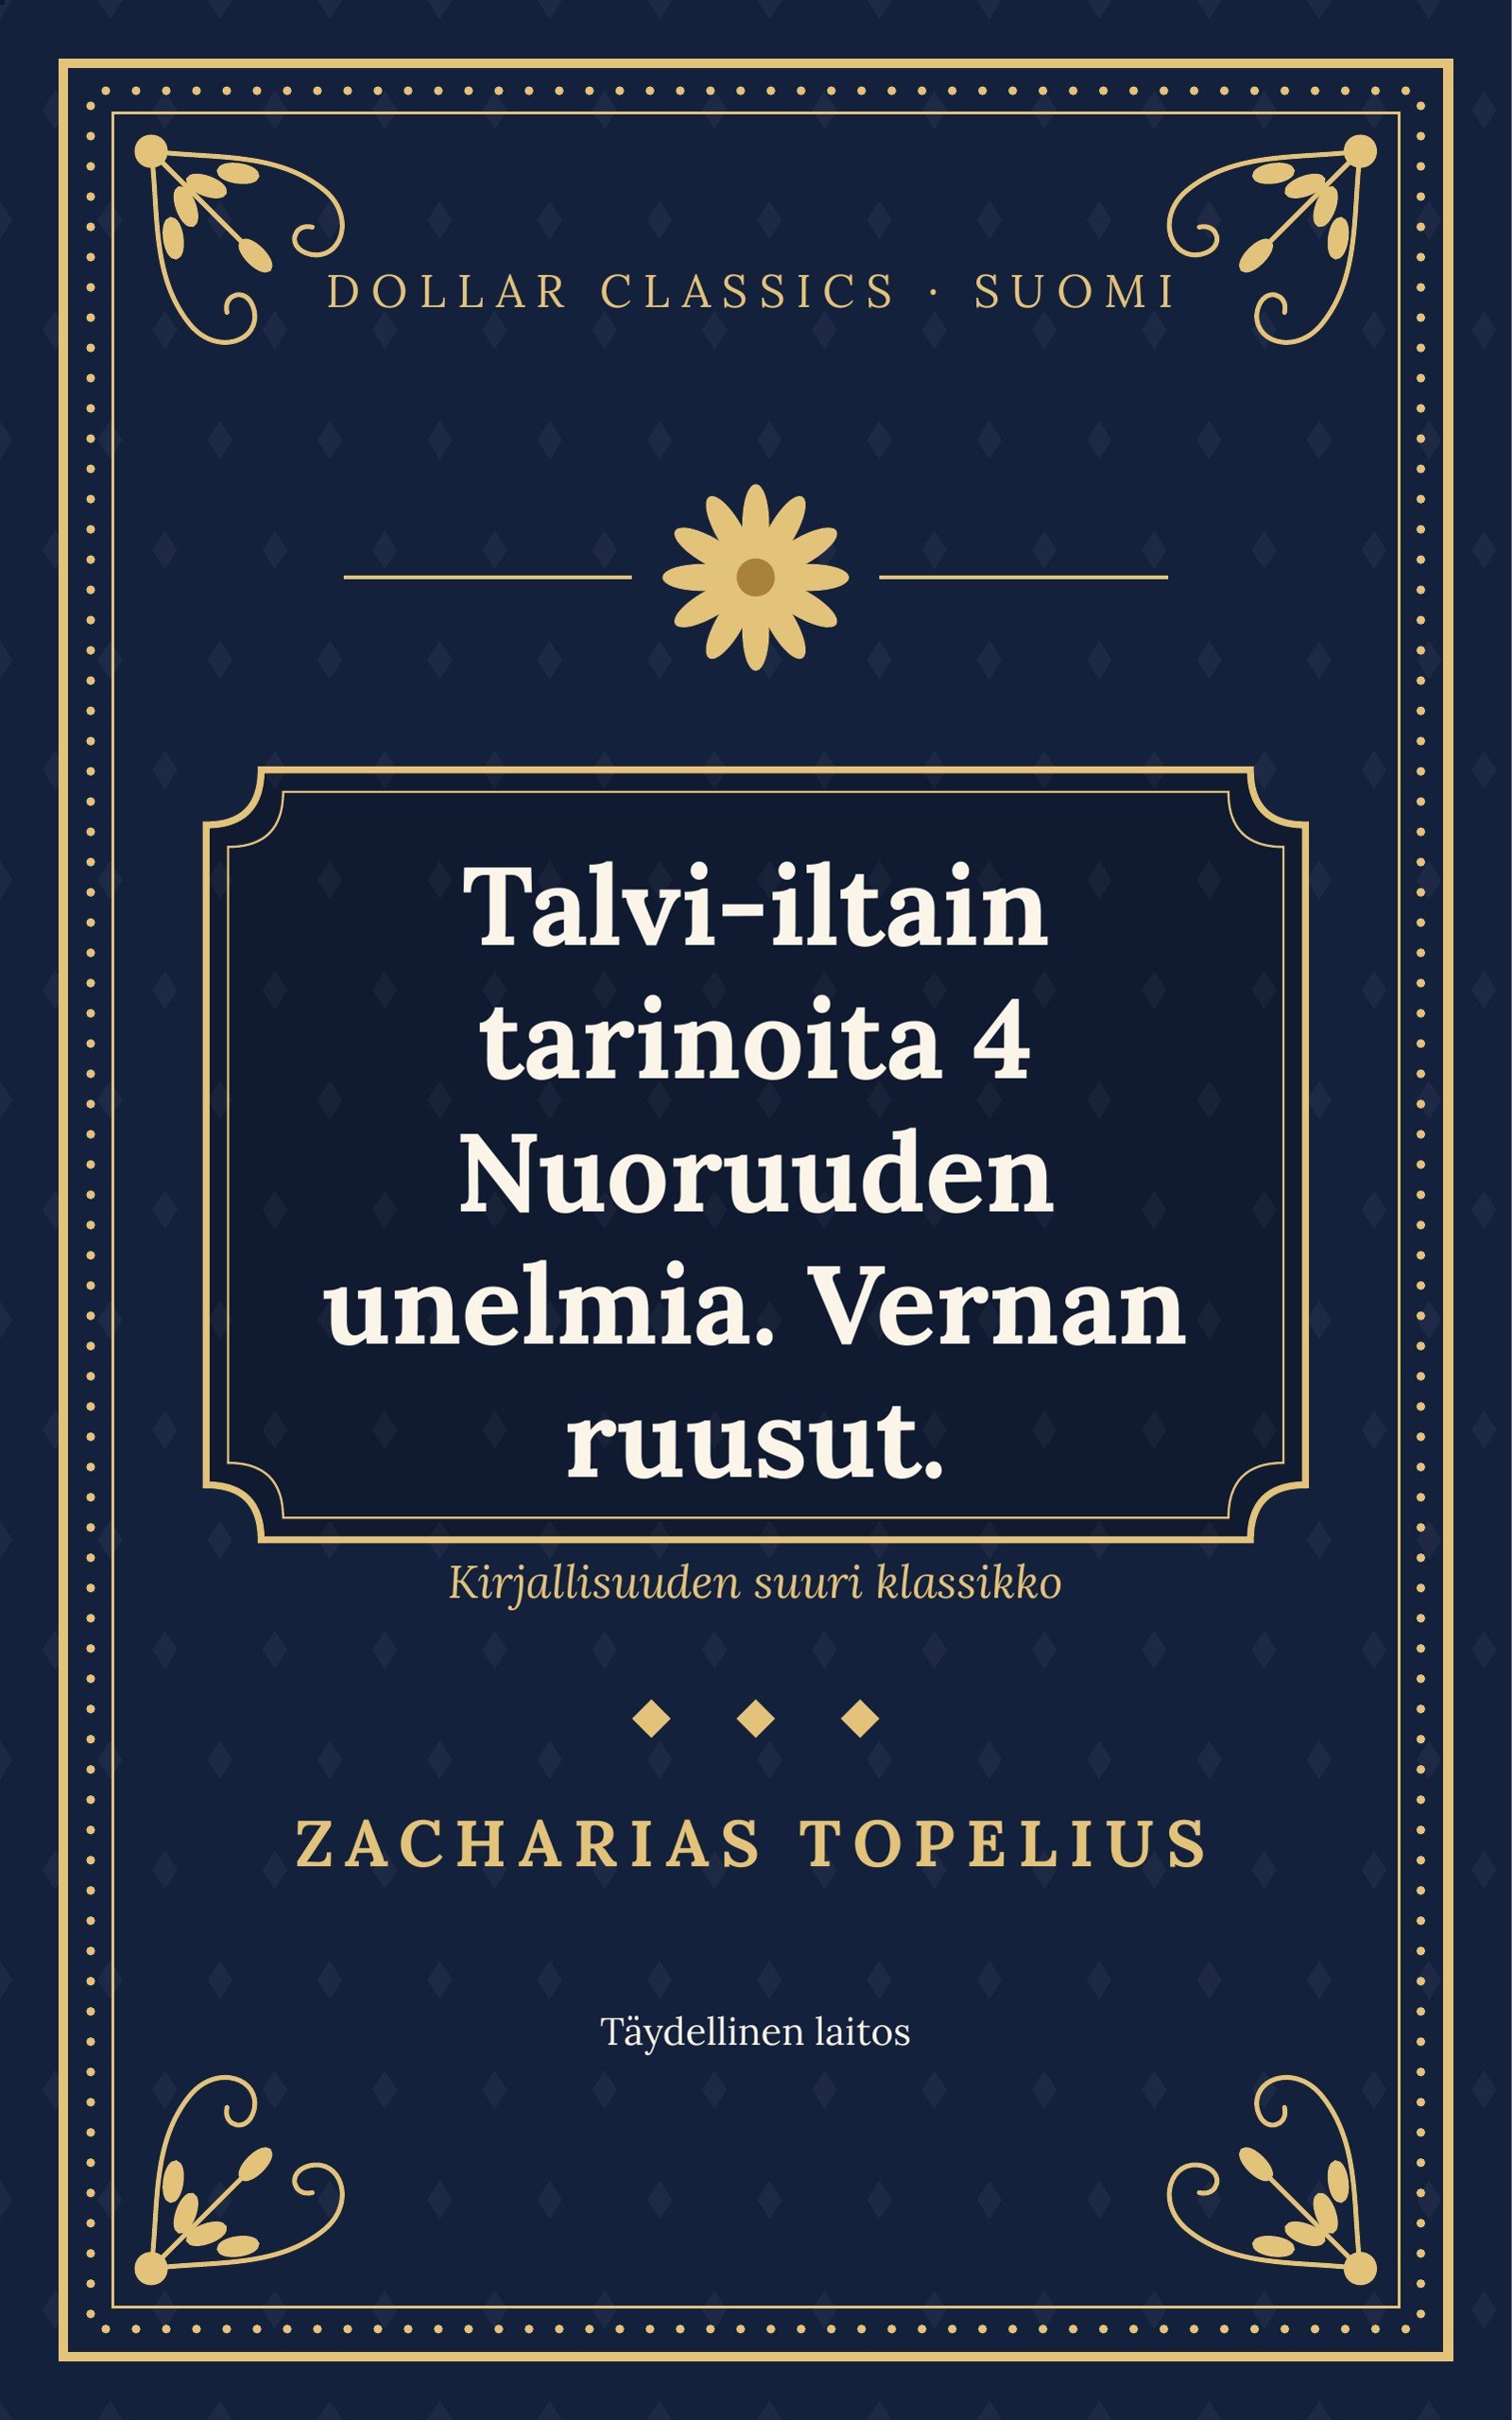 DOLLAR CLASSICS · SUOMI
Talvi-iltain
tarinoita 4
Nuoruuden
unelmia. Vernan
ruusut.
Kirjallisuuden suuri klassikko
ZACHARIAS TOPELIUS
Täydellinen laitos